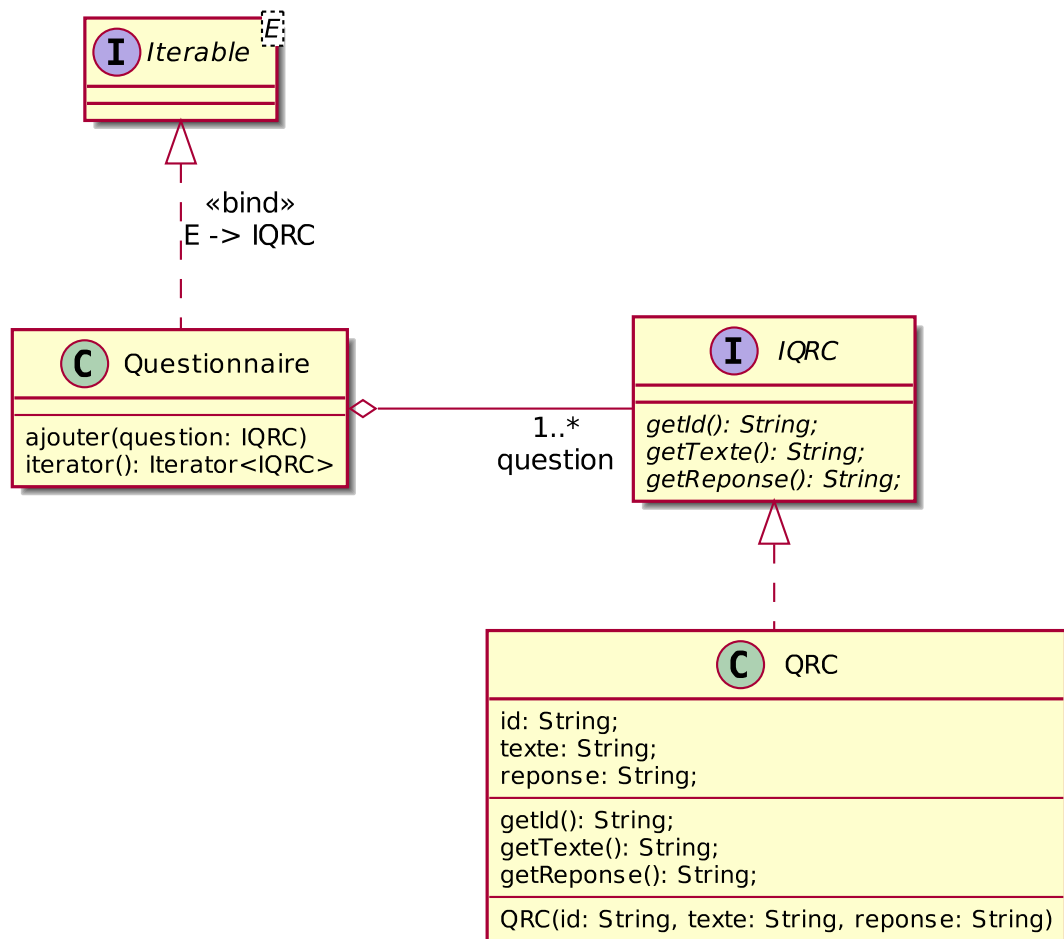 I Iterable
E
«bind»
E -> IQRC
C Questionnaire
ajouter(question: IQRC)
iterator(): Iterator<IQRC>
1..*
question
I IQRC
getId(): String;
getTexte(): String;
getReponse(): String;
C QRC
id: String;
texte: String;
reponse: String;
getId(): String;
getTexte(): String;
getReponse(): String;
QRC(id: String, texte: String, reponse: String)